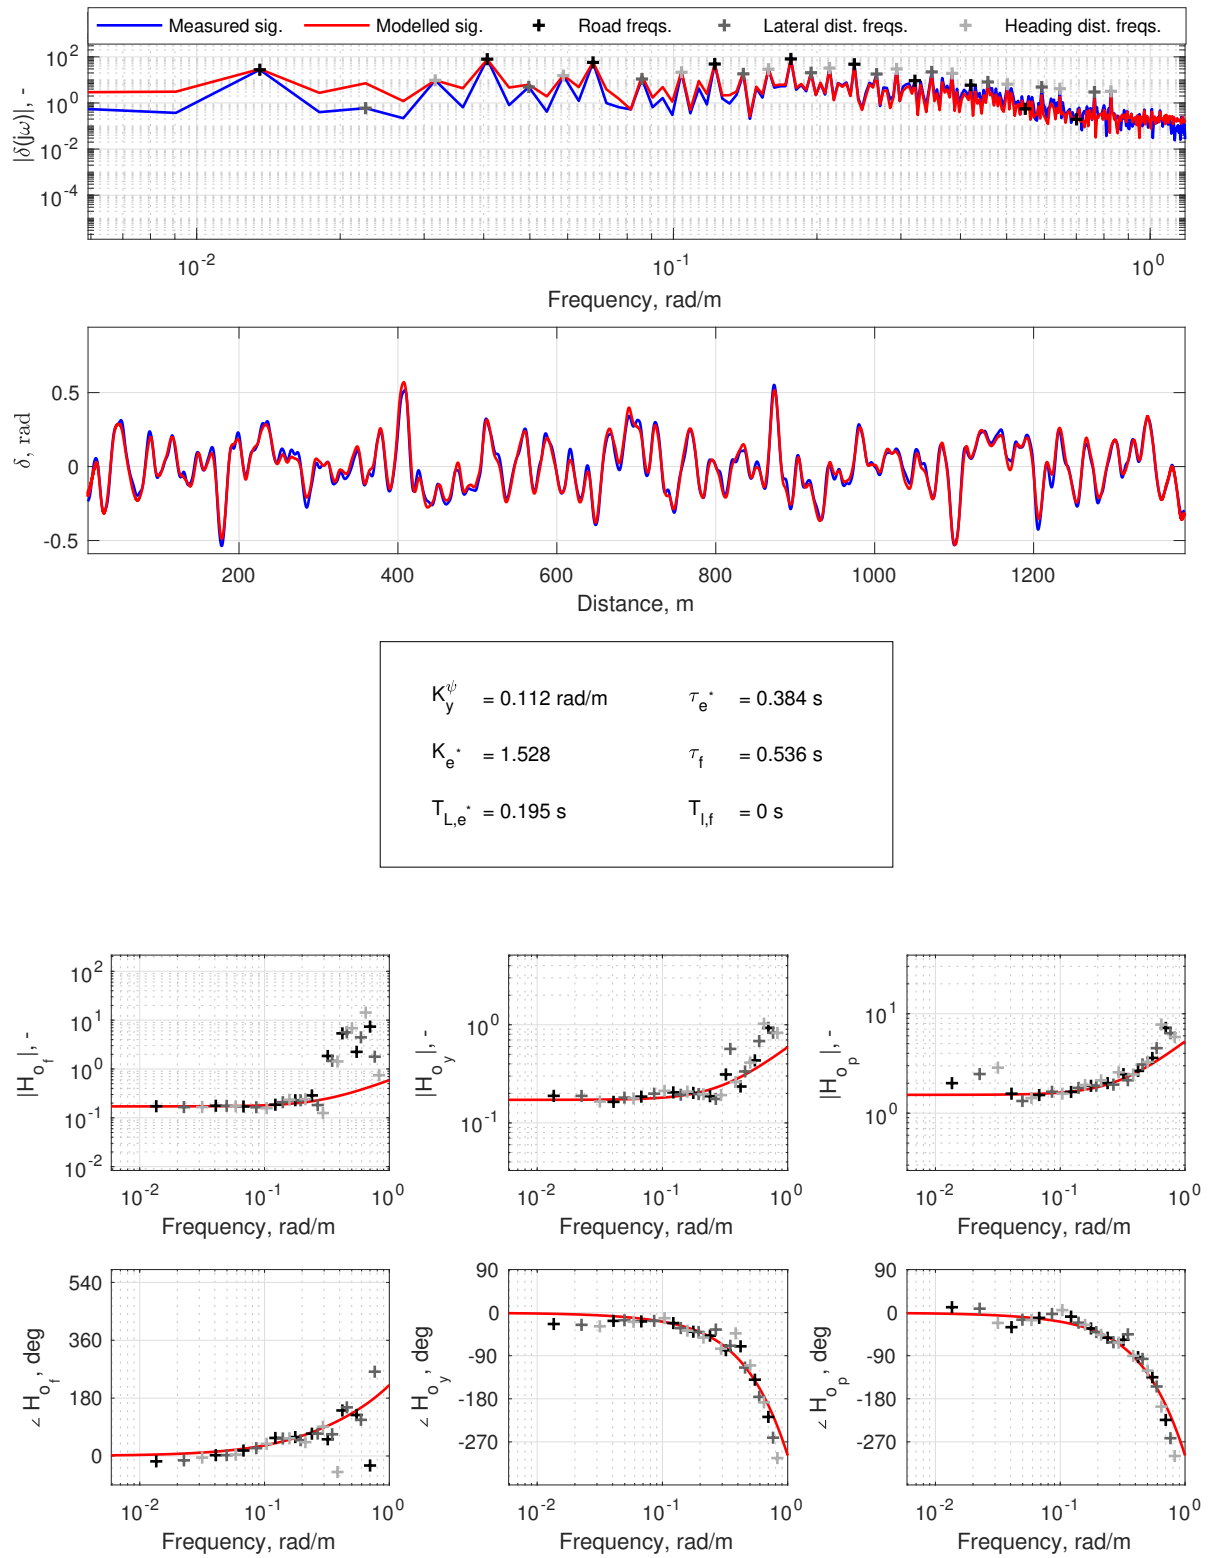 Measured sig. Modelled sig. Road freqs. Lateral dist. freqs. Heading dist. freqs.
|δ(jω)|, -
10^2
10^0
10^-2
10^-4
10^-2 10^-1 10^0
Frequency, rad/m
δ, rad
0.5
0
-0.5
200 400 600 800 1000 1200
Distance, m
K_y^ψ = 0.112 rad/m τ_e* = 0.384 s
K_e* = 1.528 τ_f = 0.536 s
T_L,e* = 0.195 s T_l,f = 0 s
|H_o_f|, -
10^2
10^1
10^0
10^-1
10^-2
10^-2 10^-1 10^0
Frequency, rad/m
|H_o_y|, -
10^0
10^-1
10^-2 10^-1 10^0
Frequency, rad/m
|H_o_p|, -
10^1
10^0
10^-2 10^-1 10^0
Frequency, rad/m
∠ H_o_f, deg
540
360
180
0
10^-2 10^-1 10^0
Frequency, rad/m
∠ H_o_y, deg
90
0
-90
-180
-270
10^-2 10^-1 10^0
Frequency, rad/m
∠ H_o_p, deg
90
0
-90
-180
-270
10^-2 10^-1 10^0
Frequency, rad/m